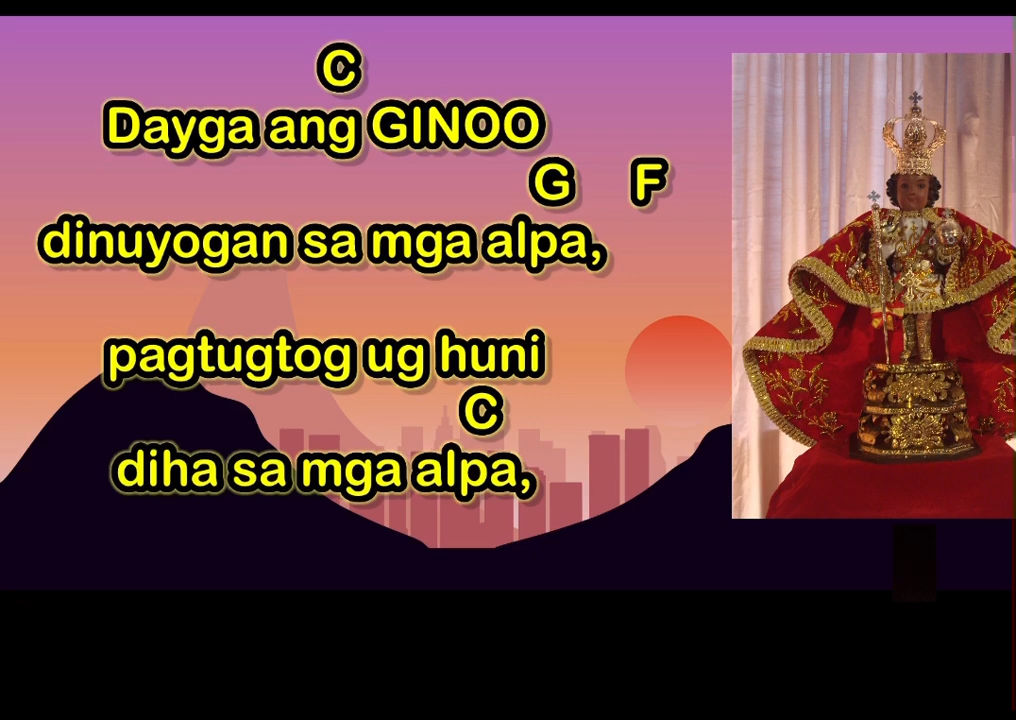 C
Dayga ang GINOO
G F
dinuyogan sa mga alpa,
pagtugtog ug huni
C
diha sa mga alpa,